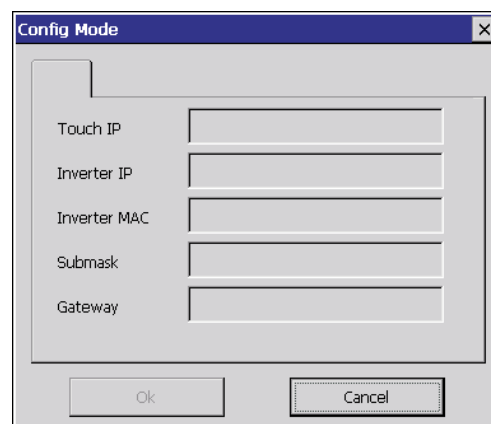 Config Mode
Touch IP
Inverter IP
Inverter MAC
Submask
Gateway
Ok
Cancel